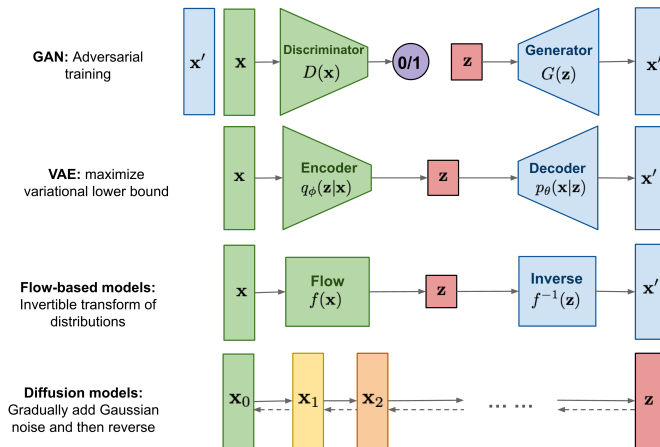 GAN: Adversarial
training
x′
x
Discriminator
D(x)
0/1
z
Generator
G(z)
x′
VAE: maximize
variational lower bound
x
Encoder
qϕ(z|x)
z
Decoder
pθ(x|z)
x′
Flow-based models:
Invertible transform of
distributions
x
Flow
f(x)
z
Inverse
f⁻¹(z)
x′
Diffusion models:
Gradually add Gaussian
noise and then reverse
x₀
x₁
x₂
... ...
z